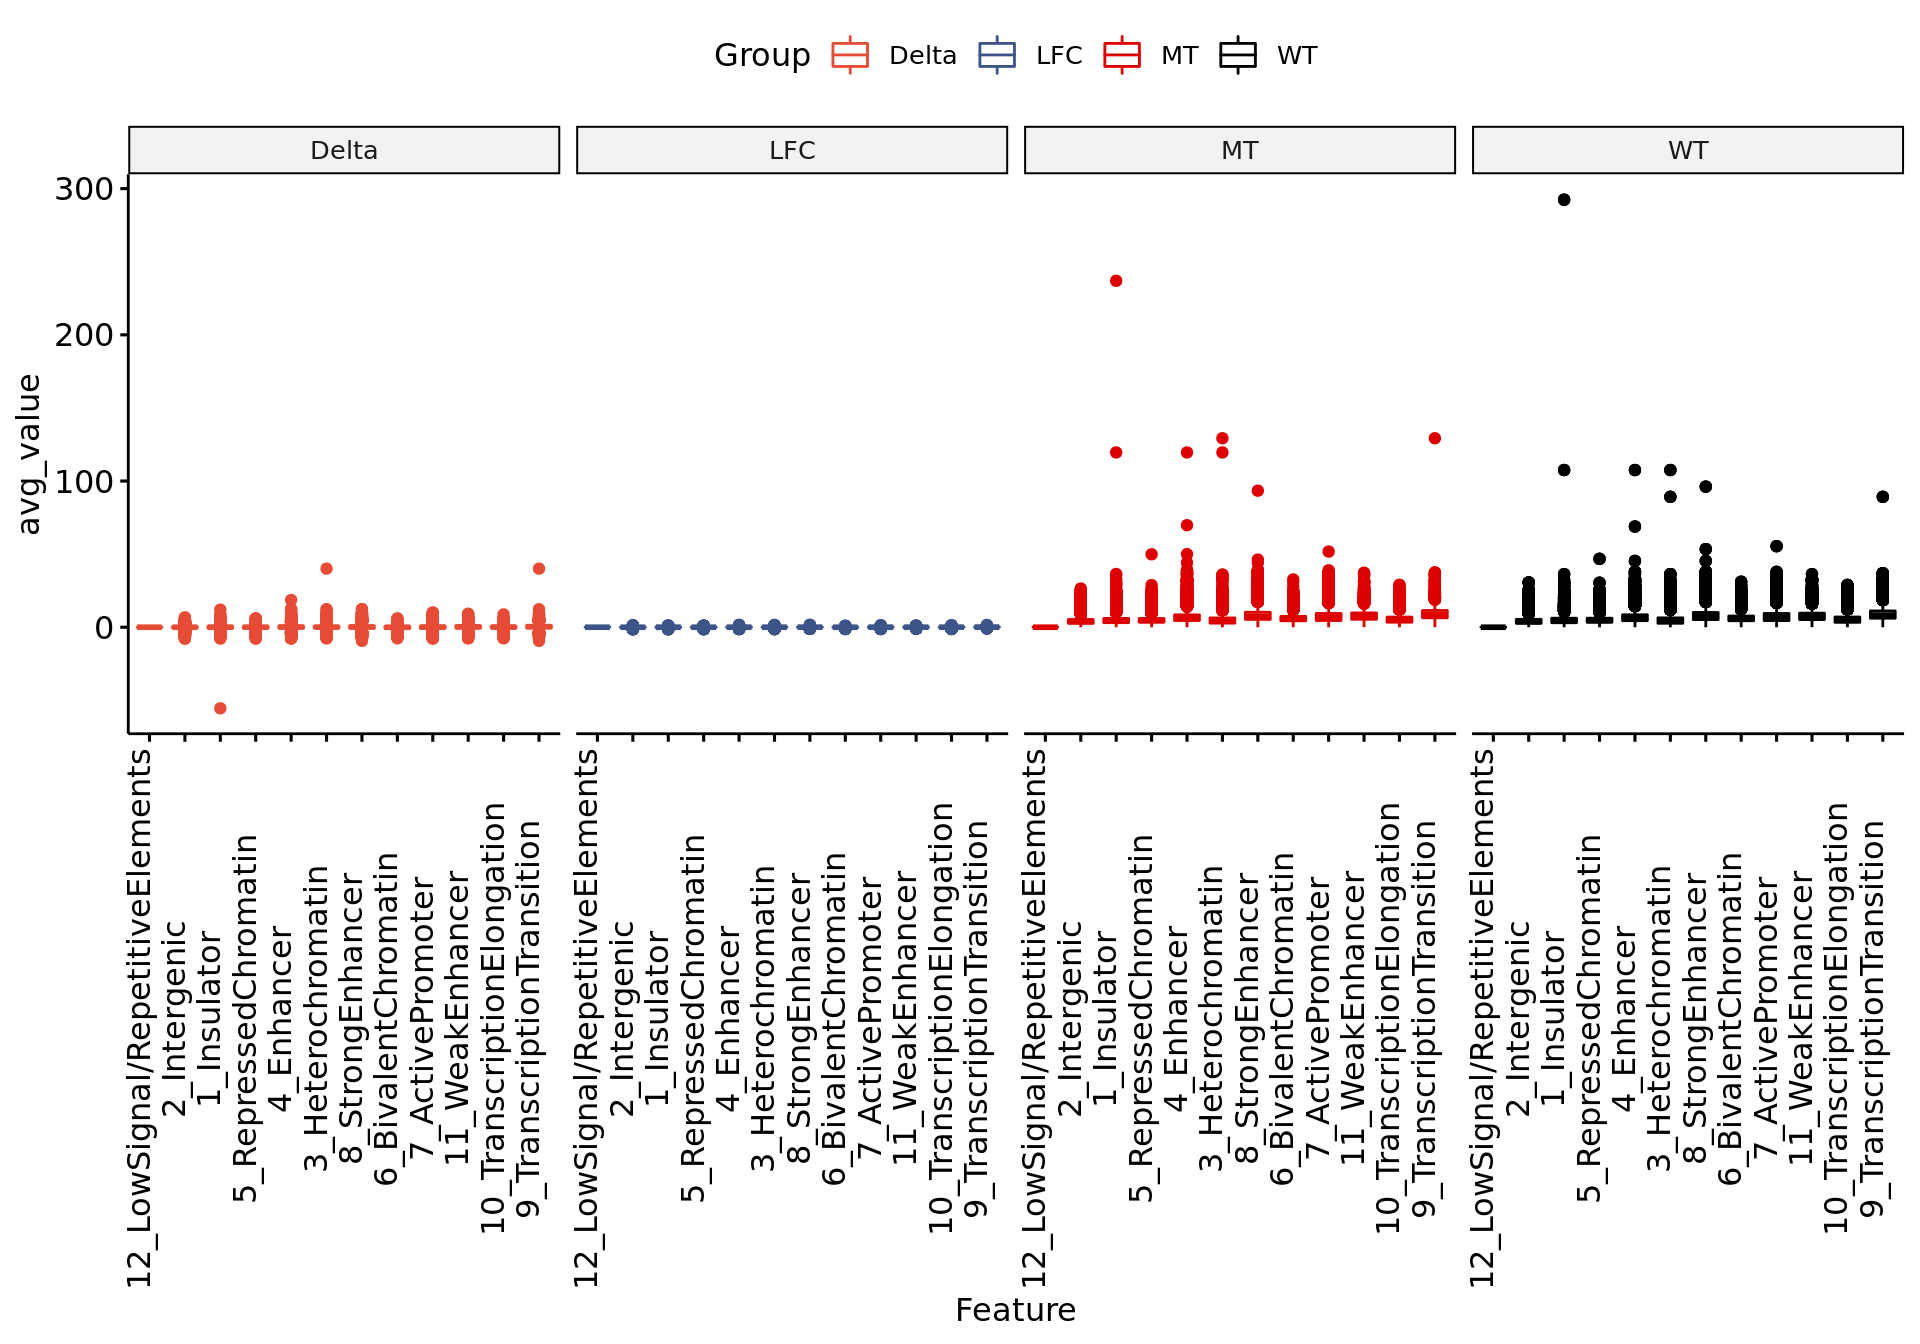 Group Delta LFC MT WT
Delta LFC MT WT
300
200
100
0
avg_value
12_LowSignal/RepetitiveElements
2_Intergenic
1_Insulator
5_RepressedChromatin
4_Enhancer
3_Heterochromatin
8_StrongEnhancer
6_BivalentChromatin
7_ActivePromoter
11_WeakEnhancer
10_TranscriptionElongation
9_TranscriptionTransition
12_LowSignal/RepetitiveElements
2_Intergenic
1_Insulator
5_RepressedChromatin
4_Enhancer
3_Heterochromatin
8_StrongEnhancer
6_BivalentChromatin
7_ActivePromoter
11_WeakEnhancer
10_TranscriptionElongation
9_TranscriptionTransition
12_LowSignal/RepetitiveElements
2_Intergenic
1_Insulator
5_RepressedChromatin
4_Enhancer
3_Heterochromatin
8_StrongEnhancer
6_BivalentChromatin
7_ActivePromoter
11_WeakEnhancer
10_TranscriptionElongation
9_TranscriptionTransition
12_LowSignal/RepetitiveElements
2_Intergenic
1_Insulator
5_RepressedChromatin
4_Enhancer
3_Heterochromatin
8_StrongEnhancer
6_BivalentChromatin
7_ActivePromoter
11_WeakEnhancer
10_TranscriptionElongation
9_TranscriptionTransition
Feature